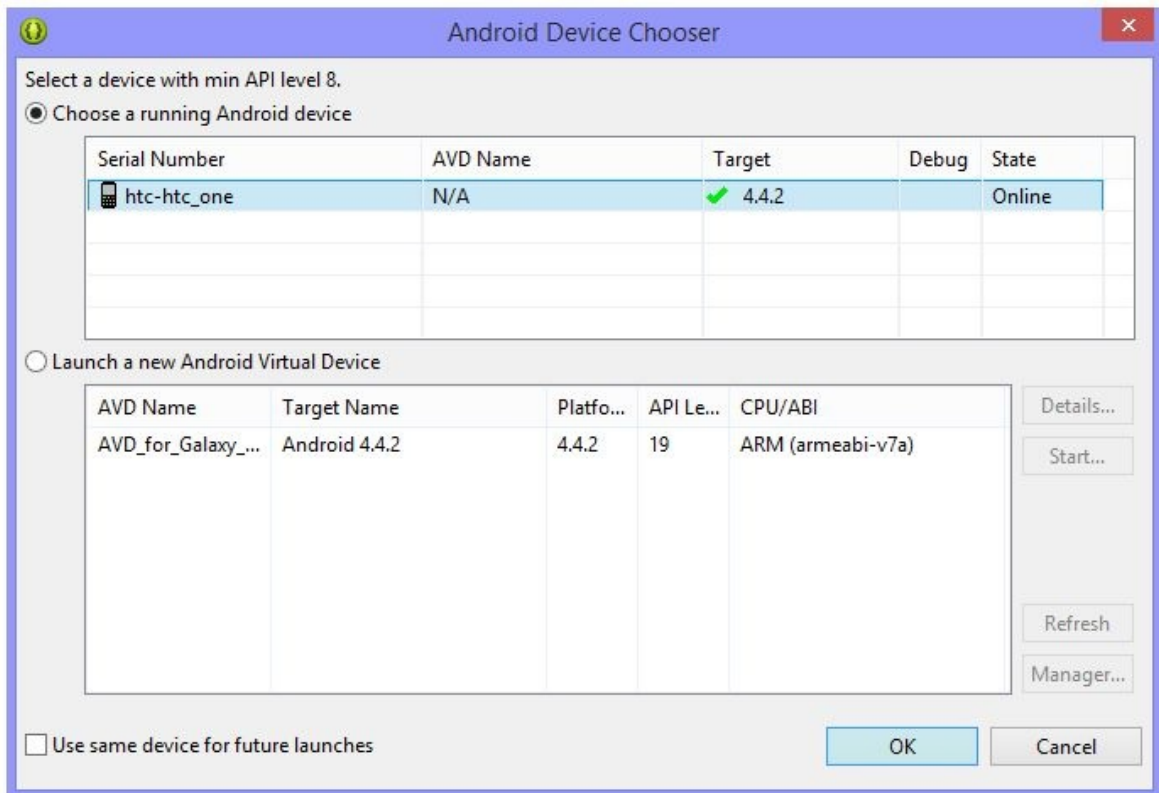 Android Device Chooser
Select a device with min API level 8.
Choose a running Android device
Serial Number AVD Name Target Debug State
htc-htc_one N/A 4.4.2 Online
Launch a new Android Virtual Device
AVD Name Target Name Platfo... API Le... CPU/ABI Details...
AVD_for_Galaxy_... Android 4.4.2 4.4.2 19 ARM (armeabi-v7a)
Start...
Refresh
Manager...
Use same device for future launches OK Cancel